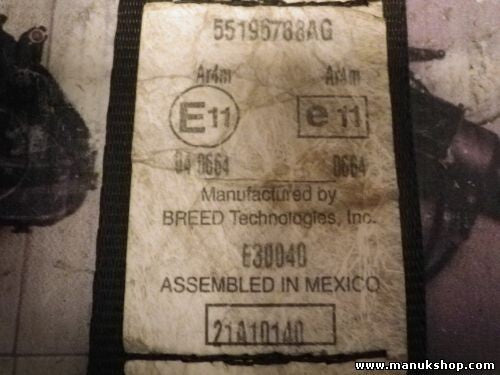 55196788AG
Ar4m Ar4m
E11 e11
04 0664 0664
Manufactured by
BREED Technologies, Inc.
E30040
ASSEMBLED IN MEXICO
21A10140
www.manukshop.com